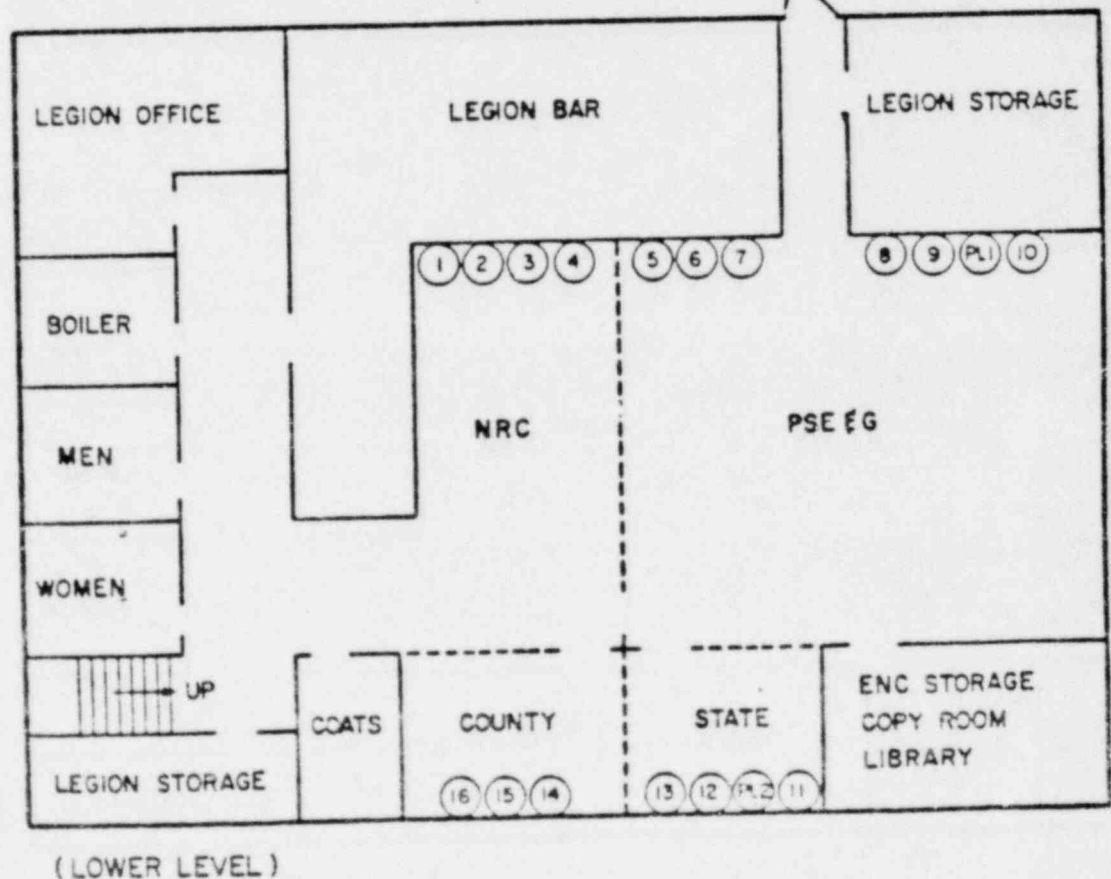 LEGION OFFICE
LEGION BAR
LEGION STORAGE
1 2 3 4 5 6 7 8 9 PL1 10
BOILER
MEN
NRC
PSE & G
WOMEN
UP
COATS
COUNTY
STATE
ENC STORAGE
COPY ROOM
LIBRARY
LEGION STORAGE
16 15 14 13 12 PL2 11
(LOWER LEVEL)